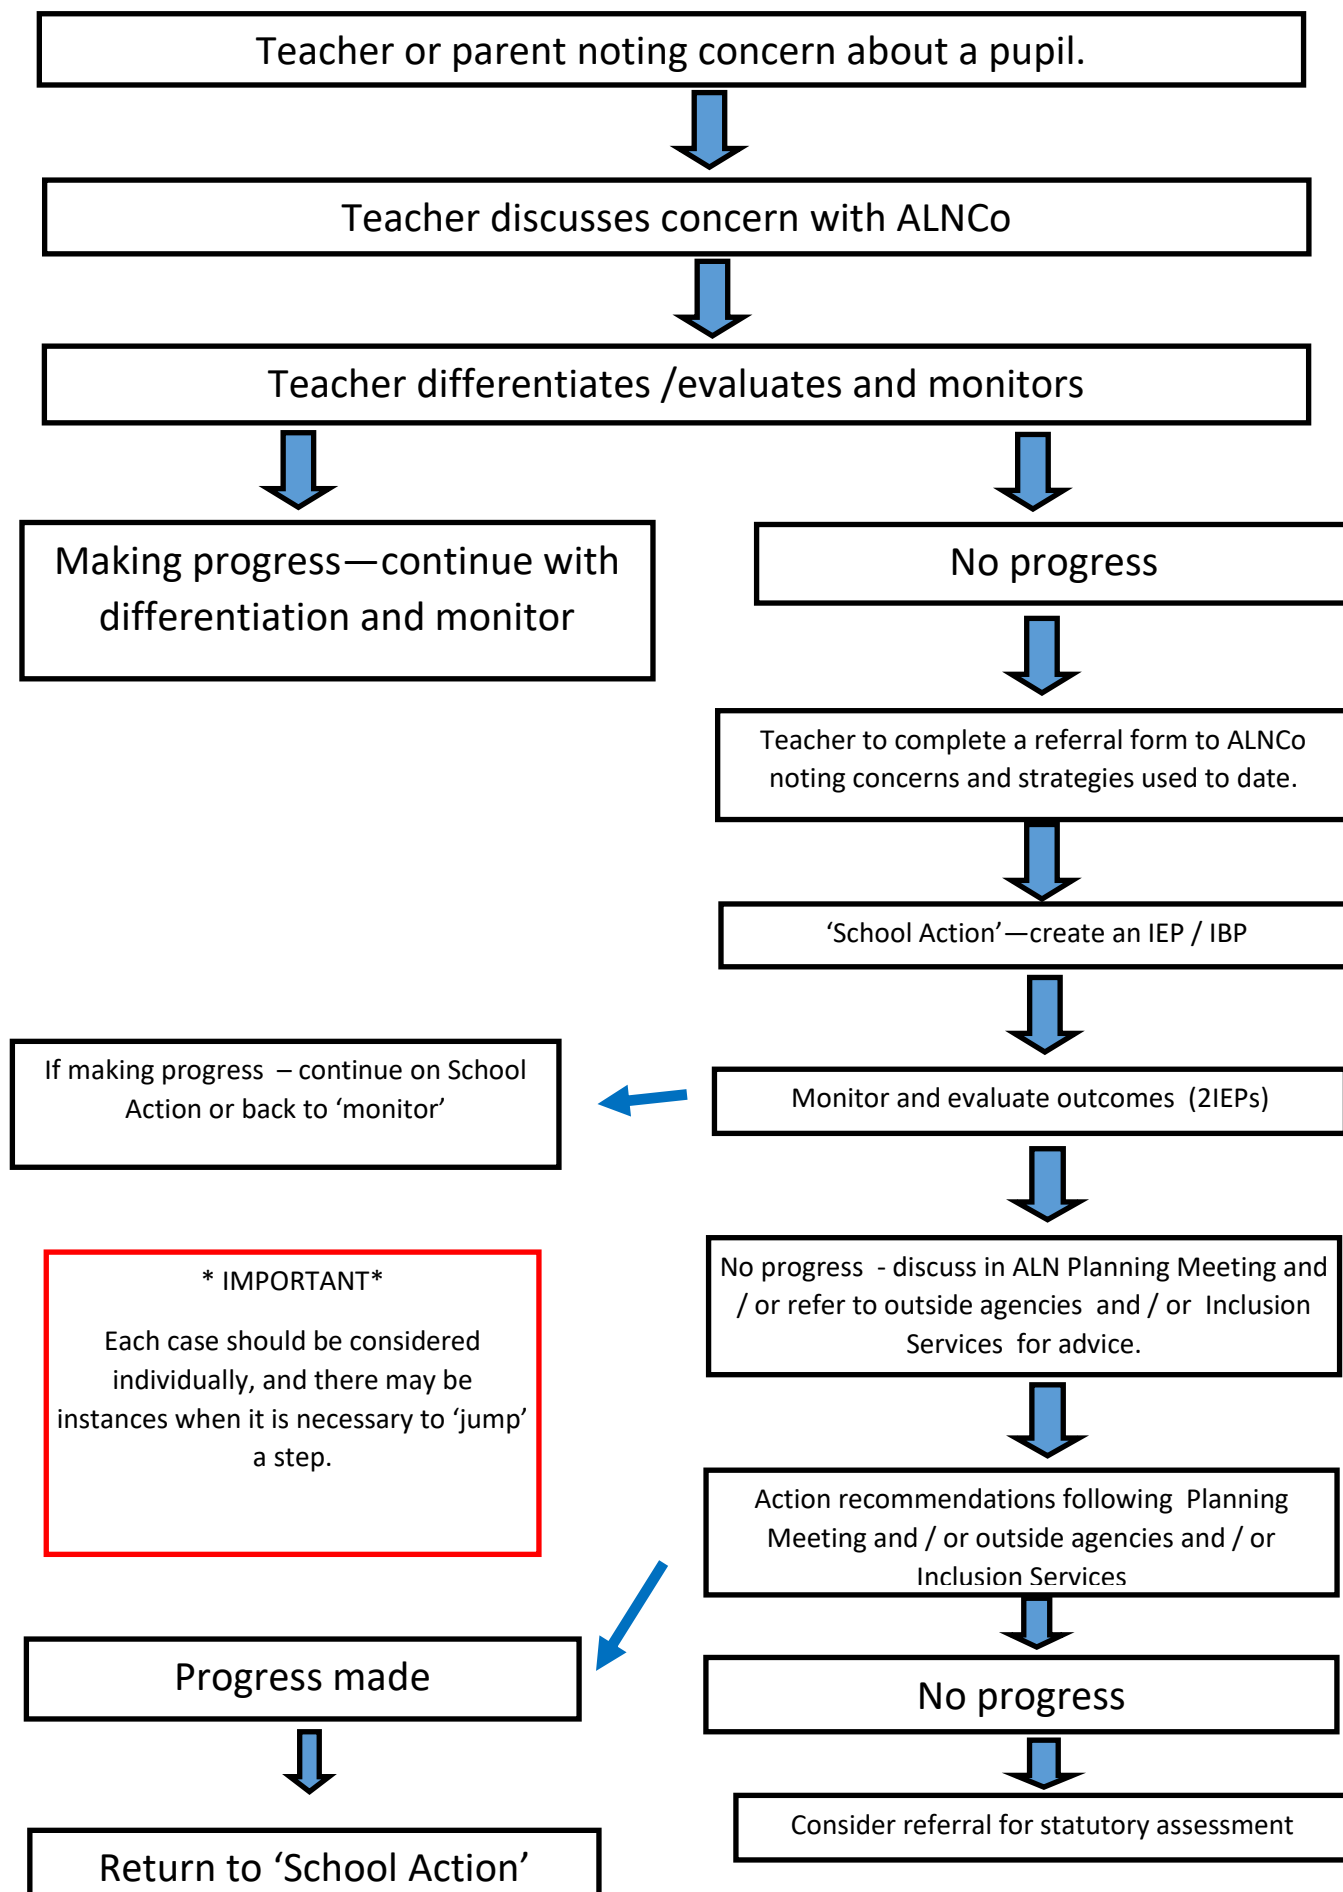 Teacher or parent noting concern about a pupil.
Teacher discusses concern with ALNCo
Teacher differentiates /evaluates and monitors
Making progress—continue with
differentiation and monitor
No progress
Teacher to complete a referral form to ALNCo
noting concerns and strategies used to date.
‘School Action’—create an IEP / IBP
If making progress – continue on School
Action or back to ‘monitor’
Monitor and evaluate outcomes (2IEPs)
No progress - discuss in ALN Planning Meeting and
/ or refer to outside agencies and / or Inclusion
Services for advice.
* IMPORTANT*
Each case should be considered
individually, and there may be
instances when it is necessary to ‘jump’
a step.
Action recommendations following Planning
Meeting and / or outside agencies and / or
Inclusion Services
Progress made
No progress
Consider referral for statutory assessment
Return to ‘School Action’